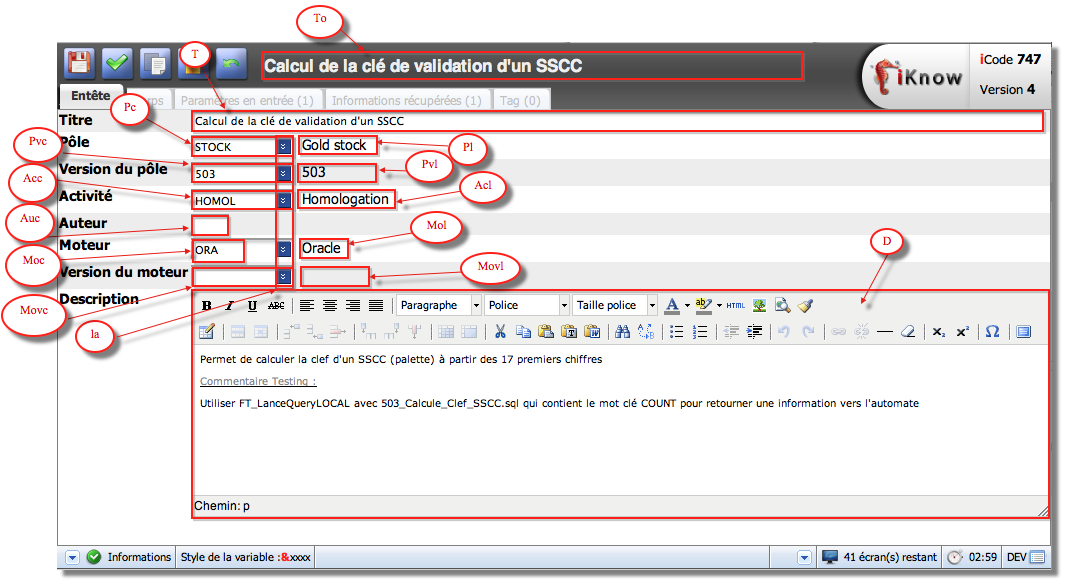 To
T
Calcul de la clé de validation d'un SSCC
iKnow
iCode 747
Version 4
Entête
rps
Paramètres en entrée (1)
Informations récupérées (1)
Tag (0)
Pc
Titre
Calcul de la clé de validation d'un SSCC
Pvc
Pôle
STOCK
Gold stock
Pl
Version du pôle
503
503
Pvl
Acc
Activité
HOMOL
Homologation
Acl
Auc
Auteur
Mol
Moc
Moteur
ORA
Oracle
D
Version du moteur
Movl
Movc
Description
B I U ABC
Paragraphe
Police
Taille police
A
ab
HTML
Ia
x₂ x² Ω
Permet de calculer la clef d'un SSCC (palette) à partir des 17 premiers chiffres
Commentaire Testing :
Utiliser FT_LanceQueryLOCAL avec 503_Calcule_Clef_SSCC.sql qui contient le mot clé COUNT pour retourner une information vers l'automate
Chemin: p
Informations
Style de la variable :&xxxx
41 écran(s) restant
02:59
DEV